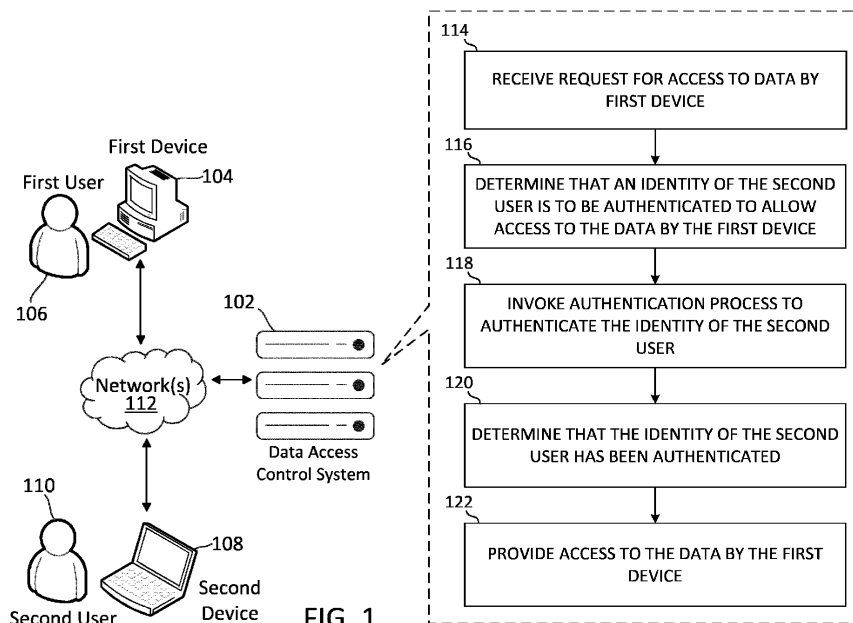 First Device
First User
104
106
102
Network(s)
112
Data Access
Control System
110
108
Second
Device
Second User
FIG. 1
114
RECEIVE REQUEST FOR ACCESS TO DATA BY
FIRST DEVICE
116
DETERMINE THAT AN IDENTITY OF THE SECOND
USER IS TO BE AUTHENTICATED TO ALLOW
ACCESS TO THE DATA BY THE FIRST DEVICE
118
INVOKE AUTHENTICATION PROCESS TO
AUTHENTICATE THE IDENTITY OF THE SECOND
USER
120
DETERMINE THAT THE IDENTITY OF THE SECOND
USER HAS BEEN AUTHENTICATED
122
PROVIDE ACCESS TO THE DATA BY THE FIRST
DEVICE